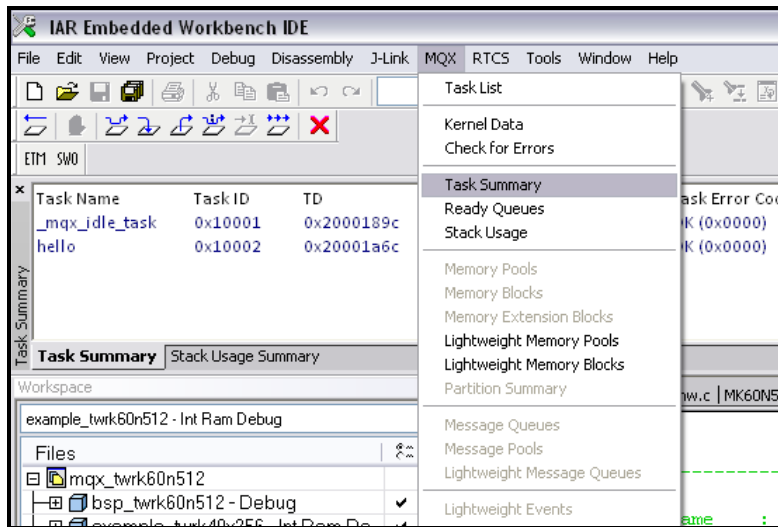 IAR Embedded Workbench IDE
File Edit View Project Debug Disassembly J-Link MQX RTCS Tools Window Help
Task List
Kernel Data
Check for Errors
ETM SWO
Task Summary
Ready Queues
Stack Usage
Memory Pools
Memory Blocks
Memory Extension Blocks
Lightweight Memory Pools
Lightweight Memory Blocks
Partition Summary
Message Queues
Message Pools
Lightweight Message Queues
Lightweight Events
Task Name Task ID TD ask Error Co
_mqx_idle_task 0x10001 0x2000189c K (0x0000)
hello 0x10002 0x20001a6c K (0x0000)
Task Summary
Task Summary Stack Usage Summary
Workspace
nw.c MK60N5
example_twrk60n512 - Int Ram Debug
Files
mqx_twrk60n512
bsp_twrk60n512 - Debug
ame :